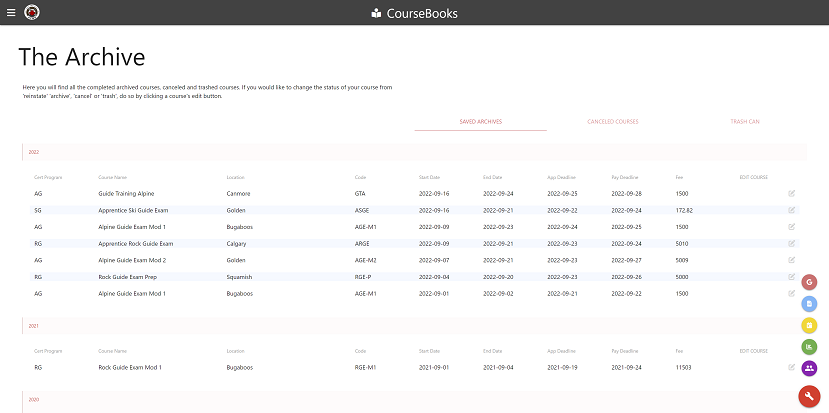 CourseBooks
The Archive
Here you will find all the completed archived courses, canceled and trashed courses. If you would like to change the status of your course from
'reinstate' 'archive', 'cancel' or 'trash', do so by clicking a course's edit button.
SAVED ARCHIVES CANCELED COURSES TRASH CAN
2022
Cert Program Course Name Location Code Start Date End Date App Deadline Pay Deadline Fee EDIT COURSE
AG Guide Training Alpine Canmore GTA 2022-09-16 2022-09-24 2022-09-25 2022-09-28 1500
SG Apprentice Ski Guide Exam Golden ASGE 2022-09-16 2022-09-21 2022-09-22 2022-09-24 172.82
AG Alpine Guide Exam Mod 1 Bugaboos AGE-M1 2022-09-09 2022-09-23 2022-09-24 2022-09-25 1500
RG Apprentice Rock Guide Exam Calgary ARGE 2022-09-09 2022-09-21 2022-09-23 2022-09-24 5010
AG Alpine Guide Exam Mod 2 Golden AGE-M2 2022-09-07 2022-09-21 2022-09-23 2022-09-27 5009
RG Rock Guide Exam Prep Squamish RGE-P 2022-09-04 2022-09-20 2022-09-23 2022-09-26 5000
AG Alpine Guide Exam Mod 1 Bugaboos AGE-M1 2022-09-01 2022-09-02 2022-09-21 2022-09-22 1500
2021
Cert Program Course Name Location Code Start Date End Date App Deadline Pay Deadline Fee EDIT COURSE
RG Rock Guide Exam Mod 1 Bugaboos RGE-M1 2021-09-01 2021-09-04 2021-09-19 2021-09-24 11503
2020